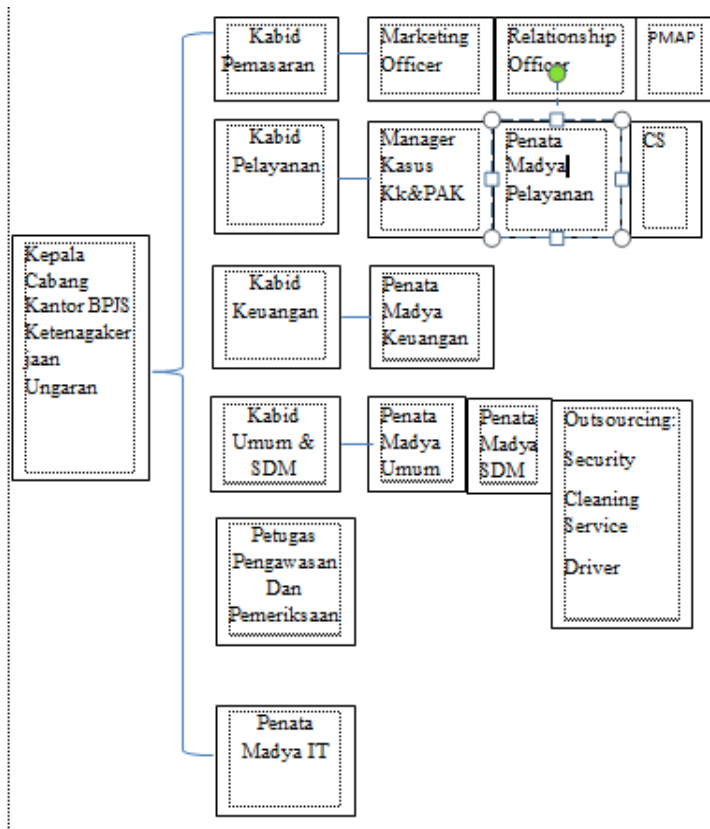 Kabid
Pemasaran
Marketing
Officer
Relationship
Officer
PMAP
Kabid
Pelayanan
Manager
Kasus
Kk&PAK
Penata
Madya
Pelayanan
CS
Kepala
Cabang
Kantor BPJS
Ketenagaker
jaan
Ungaran
Kabid
Keuangan
Penata
Madya
Keuangan
Kabid
Umum &
SDM
Penata
Madya
Umum
Penata
Madya
SDM
Outsourcing:
Security
Cleaning
Service
Driver
Petugas
Pengawasan
Dan
Pemeriksaan
Penata
Madya IT